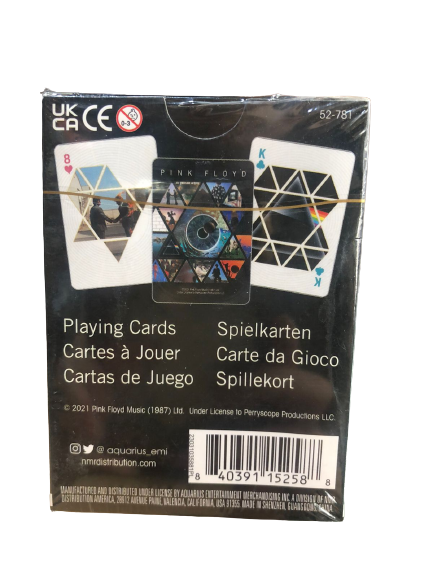 UK
CA CE 0-3
52-781
8
K
PINK FLOYD
K
Playing Cards
Spielkarten
Cartes à Jouer
Carte da Gioco
Cartas de Juego
Spillekort
© 2021 Pink Floyd Music (1987) Ltd. Under License to Perryscope Productions LLC.
@ aquarius_emi
nmrdistribution.com
8 40391 15258 8
MANUFACTURED AND DISTRIBUTED UNDER LICENSE BY AQUARIUS ENTERTAINMENT MERCHANDISING INC A DIVISION OF NMR
DISTRIBUTION AMERICA, 28912 AVENUE PAINE, VALENCIA, CALIFORNIA, USA 91355. MADE IN SHENZHEN, GUANGDONG CHINA